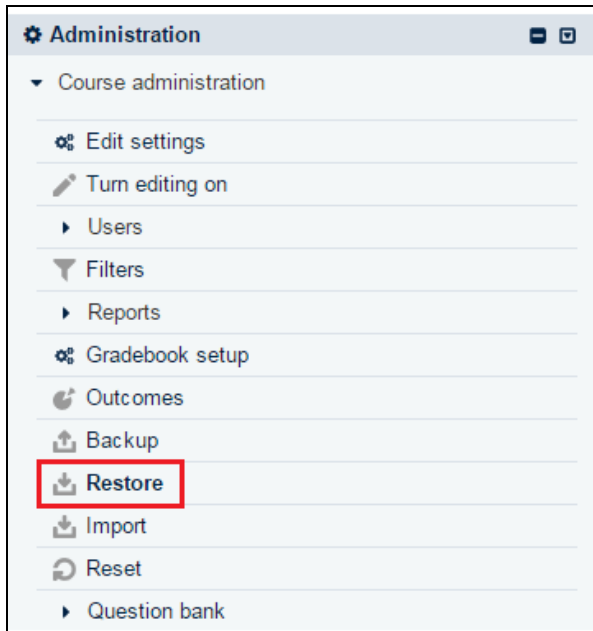 Administration
Course administration
Edit settings
Turn editing on
Users
Filters
Reports
Gradebook setup
Outcomes
Backup
Restore
Import
Reset
Question bank